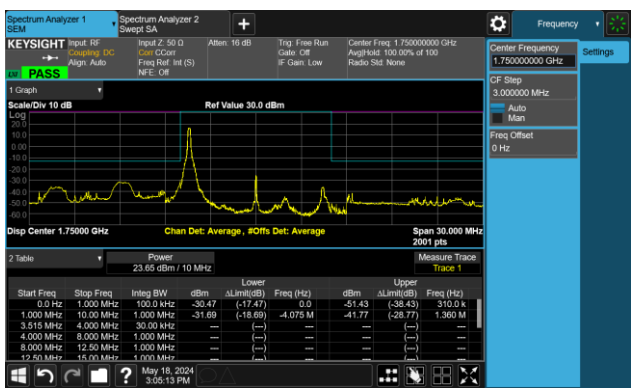 Spectrum Analyzer 1
SEM
Spectrum Analyzer 2
Swept SA
+
Frequency
KEYSIGHT
Input: RF
Coupling: DC
Align: Auto
Input Z: 50 Ω
Corr CCorr
Freq Ref: Int (S)
NFE: Off
Atten: 16 dB
Trig: Free Run
Gate: Off
IF Gain: Low
Center Freq: 1.750000000 GHz
Avg|Hold: 100.00% of 100
Radio Std: None
PASS
Center Frequency
1.750000000 GHz
Settings
CF Step
3.000000 MHz
Auto
Man
Freq Offset
0 Hz
1 Graph
Scale/Div 10 dB
Ref Value 30.0 dBm
Log
20.0
10.0
0.00
-10.0
-20.0
-30.0
-40.0
-50.0
-60.0
Disp Center 1.75000 GHz
Chan Det: Average , #Offs Det: Average
Span 30.000 MHz
2001 pts
2 Table
Power
23.65 dBm / 10 MHz
Measure Trace
Trace 1
Lower
Upper
Start Freq Stop Freq Integ BW dBm ΔLimit(dB) Freq (Hz) dBm ΔLimit(dB) Freq (Hz)
0.0 Hz 1.000 MHz 100.0 kHz -30.47 (-17.47) 0.0 -51.43 (-38.43) 310.0 k
1.000 MHz 10.00 MHz 1.000 MHz -31.69 (-18.69) -4.075 M -41.77 (-28.77) 1.360 M
3.515 MHz 4.000 MHz 30.00 kHz --- (---) --- --- (---) ---
4.000 MHz 8.000 MHz 1.000 MHz --- (---) --- --- (---) ---
8.000 MHz 12.50 MHz 1.000 MHz --- (---) --- --- (---) ---
12.50 MHz 15.00 MHz 1.000 MHz --- (---) --- --- (---) ---
?
May 18, 2024
3:05:13 PM